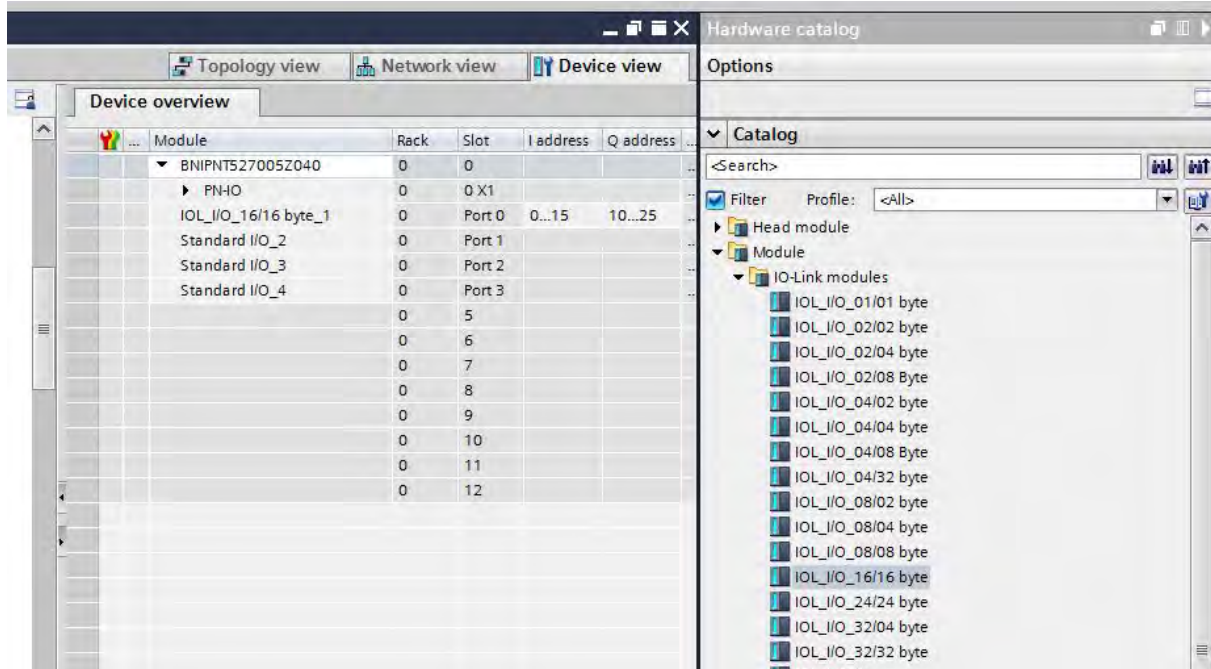 Hardware catalog
Topology view Network view Device view
Options
Device overview
... Module Rack Slot I address Q address ...
BNIPNT527005Z040 0 0
PN-IO 0 0 X1
IOL_I/O_16/16 byte_1 0 Port 0 0...15 10...25
Standard I/O_2 0 Port 1
Standard I/O_3 0 Port 2
Standard I/O_4 0 Port 3
0 5
0 6
0 7
0 8
0 9
0 10
0 11
0 12
Catalog
<Search>
Filter Profile: <All>
Head module
Module
IO-Link modules
IOL_I/O_01/01 byte
IOL_I/O_02/02 byte
IOL_I/O_02/04 byte
IOL_I/O_02/08 Byte
IOL_I/O_04/02 byte
IOL_I/O_04/04 byte
IOL_I/O_04/08 Byte
IOL_I/O_04/32 byte
IOL_I/O_08/02 byte
IOL_I/O_08/04 byte
IOL_I/O_08/08 byte
IOL_I/O_16/16 byte
IOL_I/O_24/24 byte
IOL_I/O_32/04 byte
IOL_I/O_32/32 byte